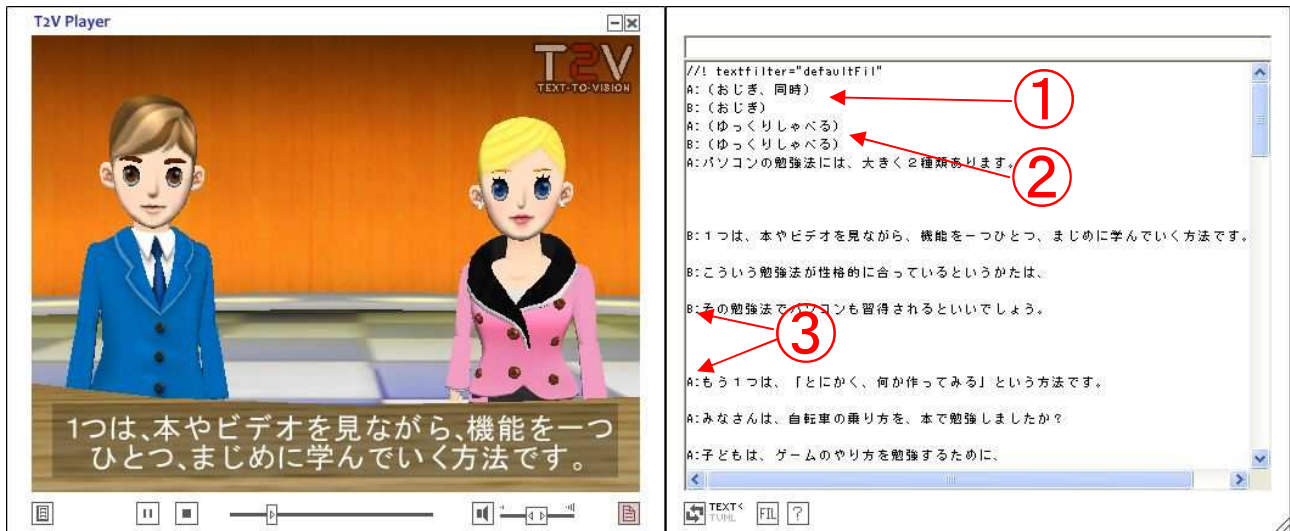 T2V Player
T2V
TEXT-TO-VISION
1つは、本やビデオを見ながら、機能を一つ
ひとつ、まじめに学んでいく方法です。
//! textfilter="defaultFil"
A:(おじぎ、同時)
B:(おじぎ)
A:(ゆっくりしゃべる)
B:(ゆっくりしゃべる)
A:パソコンの勉強法には、大きく2種類あります。
B:1つは、本やビデオを見ながら、機能を一つひとつ、まじめに学んでいく方法です。
B:こういう勉強法が性格的に合っているというかたは、
B:その勉強法でパソコンも習得されるといいでしょう。
A:もう1つは、「とにかく、何か作ってみる」という方法です。
A:みなさんは、自転車の乗り方を、本で勉強しましたか?
A:子どもは、ゲームのやり方を勉強するために、
①
②
③
TEXT<
TVML
FIL
?